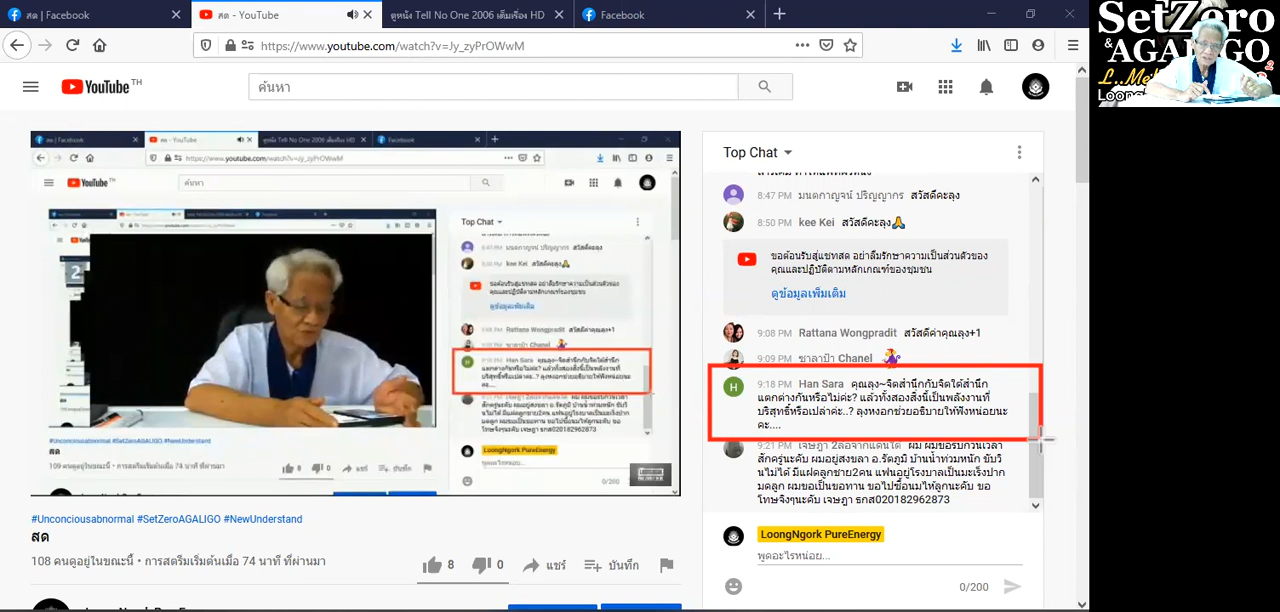 สด | Facebook
สด - YouTube
ดูหนัง Tell No One 2006 เต็มเรื่อง HD
Facebook
https://www.youtube.com/watch?v=Jy_zyPrOWwM
YouTube TH
ค้นหา
SetZero
& AGALIGO
Top Chat
8:47 PM มนตกาญจน์ ปริญญากร สวัสดีคะลุง
8:50 PM kee Kei สวัสดีคะลุง🙏
ขอต้อนรับสู่แชทสด อย่าลืมรักษาความเป็นส่วนตัวของ
คุณและปฏิบัติตามหลักเกณฑ์ของชุมชน
ดูข้อมูลเพิ่มเติม
9:08 PM Rattana Wongpradit สวัสดีค่าคุณลุง+1
9:09 PM ชาลาป๋า Chanel
9:18 PM Han Sara คุณลุง~จิตสำนึกกับจิตใต้สำนึก
แตกต่างกันหรือไม่ค่ะ? แล้วทั้งสองสิ่งนี้เป็นพลังงานที่
บริสุทธิ์หรือเปล่าค่ะ..? ลุงหงอกช่วยอธิบายให้ฟังหน่อยนะ
คะ....
9:21 PM เจษฎา 2ล้อจากแดนใต้ ผม ผมขอรบกวนเวลา
สักครู่นะคับ ผมอยู่สงขลา อ.รัตภูมิ บ้านน้ำท่วมหนัก ขับวิ
นไม่ได้ มีแฝดลูกชาย2คน แฟนอยู่โรงบาลเป็นมะเร็งปาก
มดลูก ผมขอเป็นขอทาน ขอไปซื้อนมให้ลูกนะคับ ขอ
โทษจิงๆนะคับ เจษฎา ธกส020182962873
LoongNgork PureEnergy
พูดอะไรหน่อย...
0/200
#Unconciousabnormal #SetZeroAGALIGO #NewUnderstand
สด
108 คนดูอยู่ในขณะนี้ • การสตรีมเริ่มต้นเมื่อ 74 นาที ที่ผ่านมา
8
0
แชร์
บันทึก